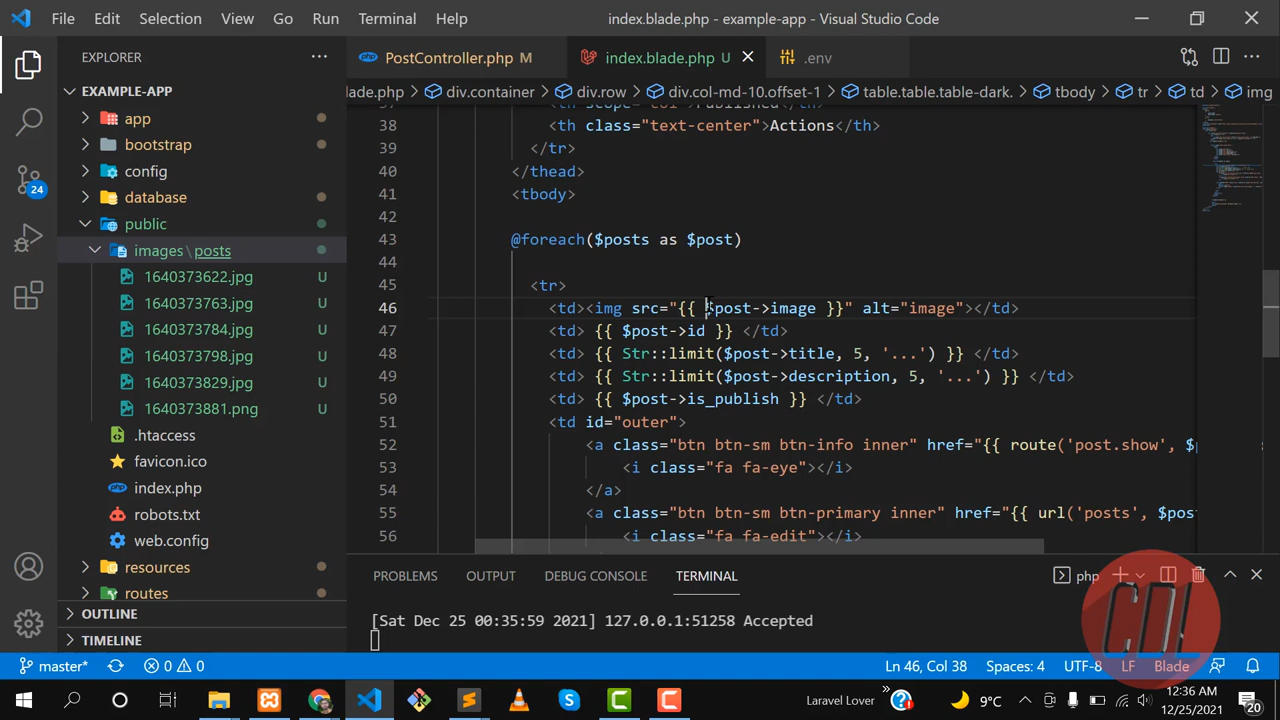 File Edit Selection View Go Run Terminal Help index.blade.php - example-app - Visual Studio Code
EXPLORER
PostController.php M index.blade.php U .env
EXAMPLE-APP
lade.php div.container div.row div.col-md-10.offset-1 table.table.table-dark. tbody tr td img
app
bootstrap
config
database
public
images\posts
1640373622.jpg U
1640373763.jpg U
1640373784.jpg U
1640373798.jpg U
1640373829.jpg U
1640373881.png U
.htaccess
favicon.ico
index.php
robots.txt
web.config
resources
routes
OUTLINE
TIMELINE
37 <th scope="col">Published</th>
38 <th class="text-center">Actions</th>
39 </tr>
40 </thead>
41 <tbody>
42
43 @foreach($posts as $post)
44
45 <tr>
46 <td><img src="{{ $post->image }}" alt="image"></td>
47 <td> {{ $post->id }} </td>
48 <td> {{ Str::limit($post->title, 5, '...') }} </td>
49 <td> {{ Str::limit($post->description, 5, '...') }} </td>
50 <td> {{ $post->is_publish }} </td>
51 <td id="outer">
52 <a class="btn btn-sm btn-info inner" href="{{ route('post.show', $p
53 <i class="fa fa-eye"></i>
54 </a>
55 <a class="btn btn-sm btn-primary inner" href="{{ url('posts', $pos
56 <i class="fa fa-edit"></i>
PROBLEMS OUTPUT DEBUG CONSOLE TERMINAL php
[Sat Dec 25 00:35:59 2021] 127.0.0.1:51258 Accepted
24
master* 0 0 Ln 46, Col 38 Spaces: 4 UTF-8 LF Blade
Laravel Lover 9°C 12:36 AM
12/25/2021 20